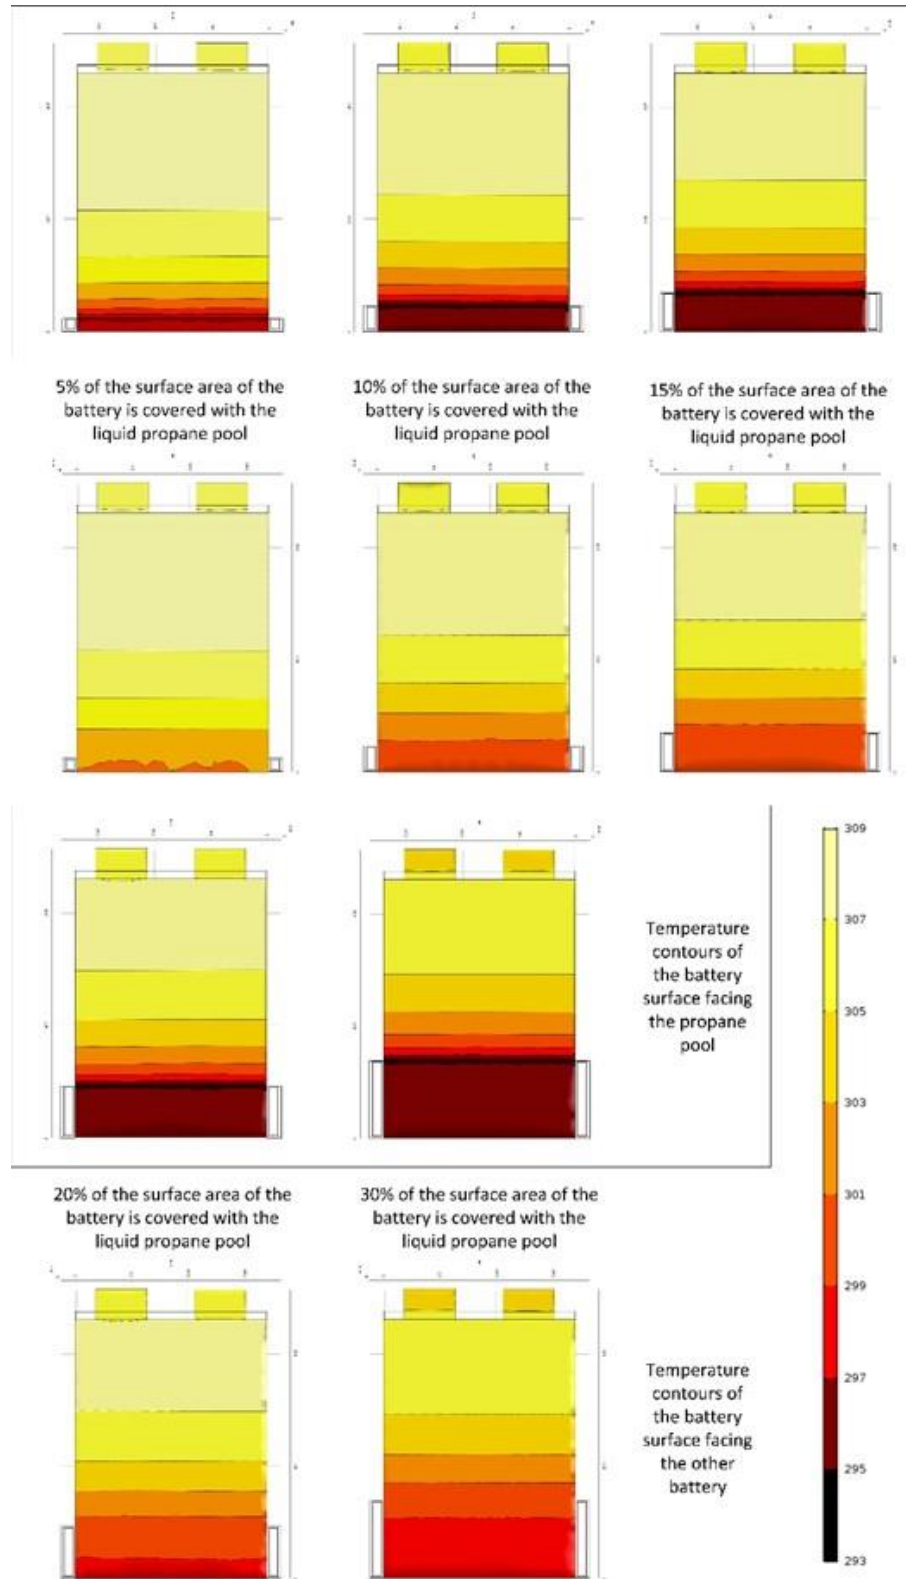 5% of the surface area of the
battery is covered with the
liquid propane pool
10% of the surface area of the
battery is covered with the
liquid propane pool
15% of the surface area of the
battery is covered with the
liquid propane pool
Temperature
contours of
the battery
surface facing
the propane
pool
20% of the surface area of the
battery is covered with the
liquid propane pool
30% of the surface area of the
battery is covered with the
liquid propane pool
Temperature
contours of
the battery
surface facing
the other
battery
309
307
305
303
301
299
297
295
293